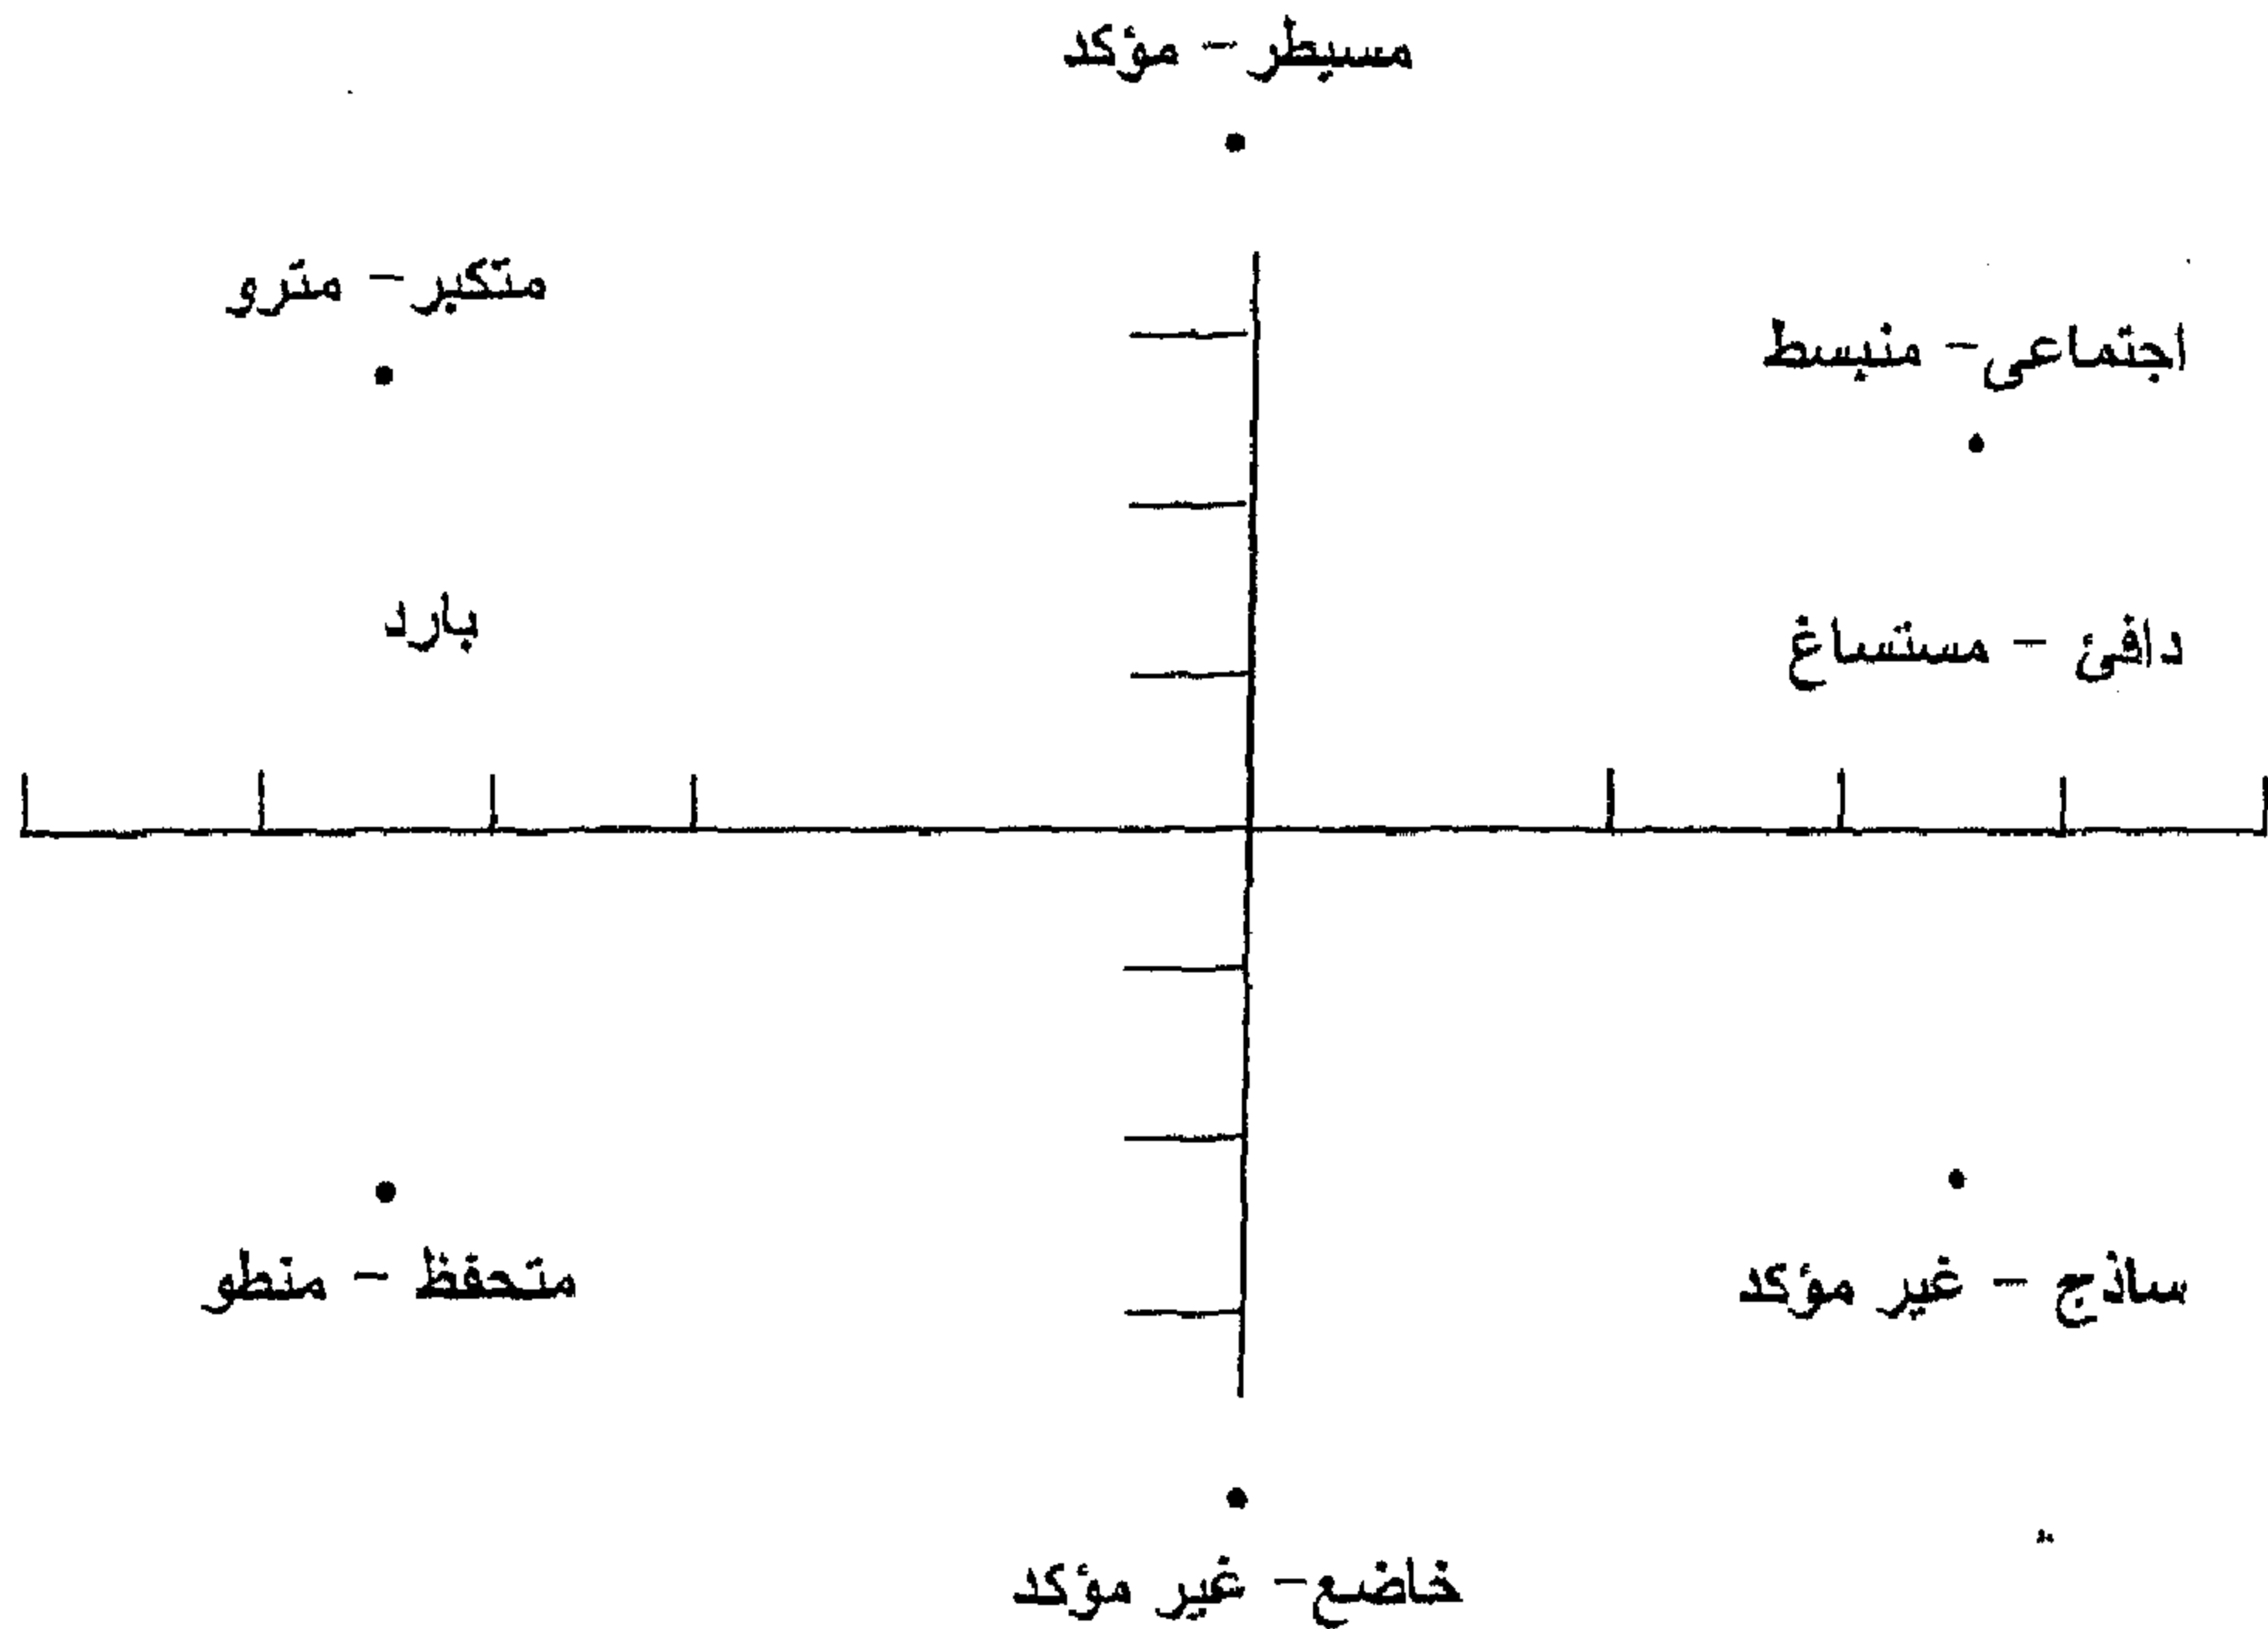 مسيطر - مؤكد
متكبر - مترو
اجتماعى - منبسط
بارد
دافئ - مستساغ
متحفظ - منطو
ساذج - غير مؤكد
خاضع - غير مؤكد